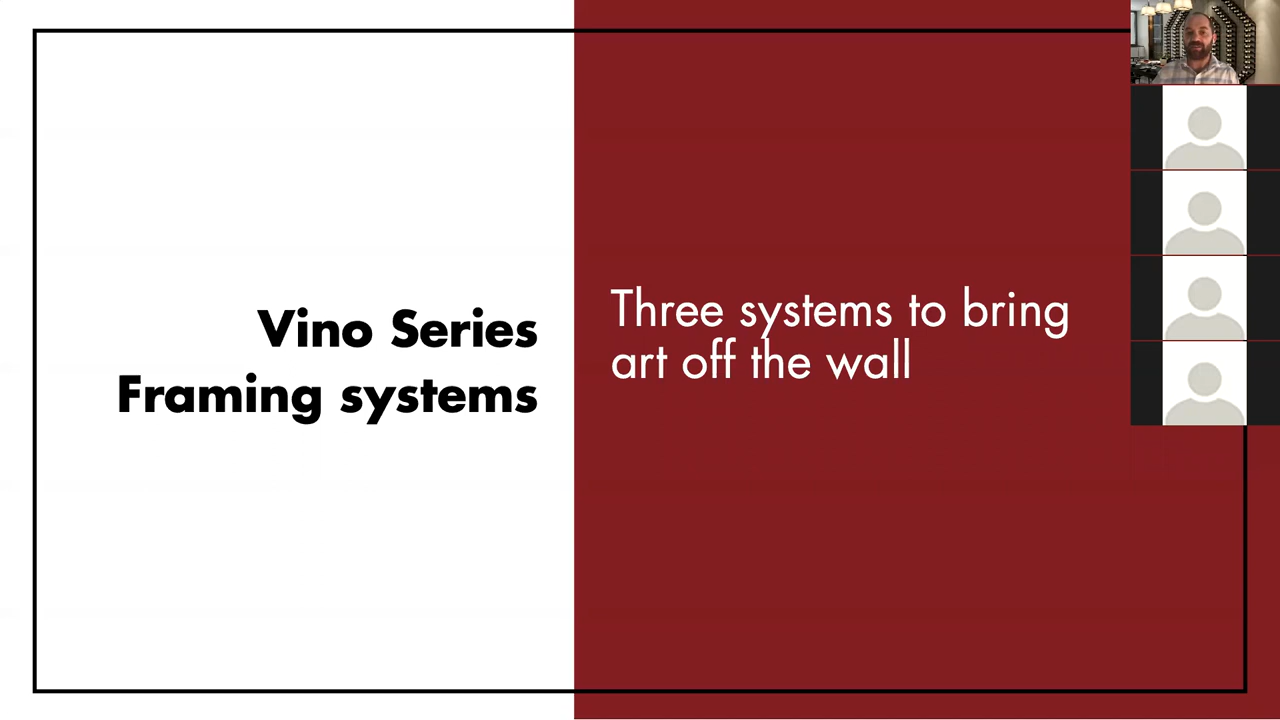 Vino Series
Framing systems
Three systems to bring
art off the wall